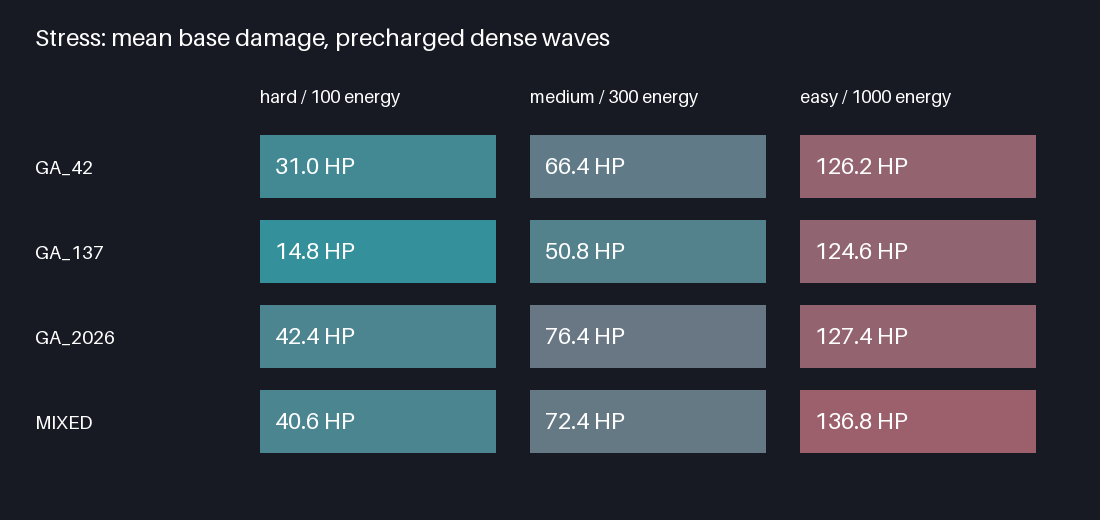 Stress: mean base damage, precharged dense waves
hard / 100 energy medium / 300 energy easy / 1000 energy
GA_42 31.0 HP 66.4 HP 126.2 HP
GA_137 14.8 HP 50.8 HP 124.6 HP
GA_2026 42.4 HP 76.4 HP 127.4 HP
MIXED 40.6 HP 72.4 HP 136.8 HP